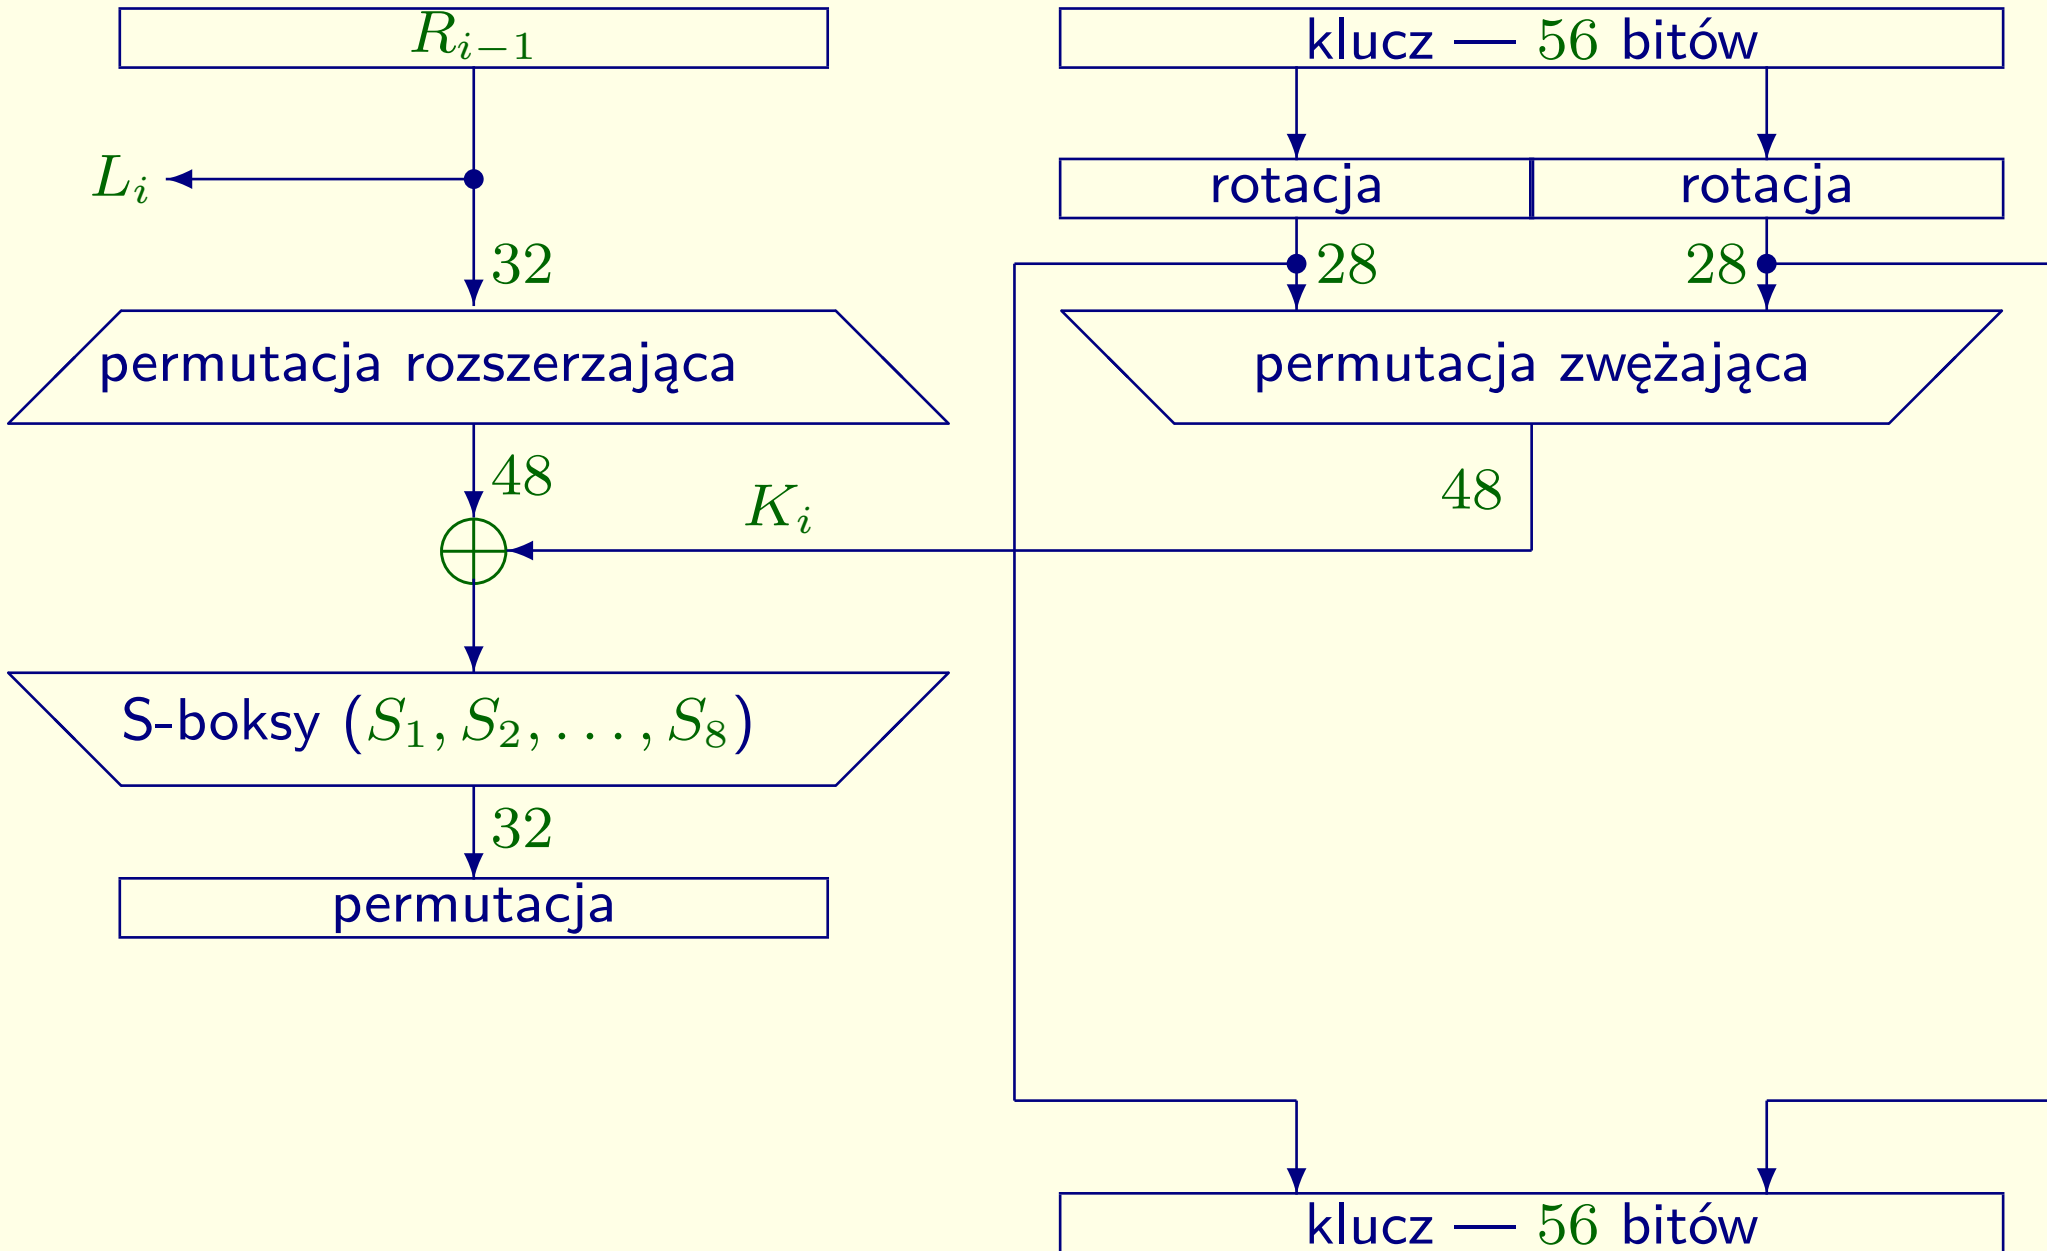 $R_{i-1}$
klucz — 56 bitów
$L_i$
rotacja
rotacja
32
28
28
permutacja rozszerzająca
permutacja zwężająca
48
$K_i$
48
S-boksy ($S_1, S_2, \ldots, S_8$)
32
permutacja
klucz — 56 bitów